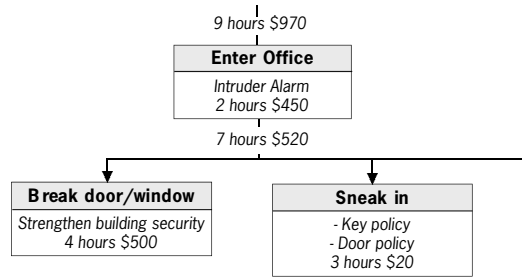 9 hours $970
Enter Office
Intruder Alarm
2 hours $450
7 hours $520
Break door/window
Strengthen building security
4 hours $500
Sneak in
- Key policy
- Door policy
3 hours $20